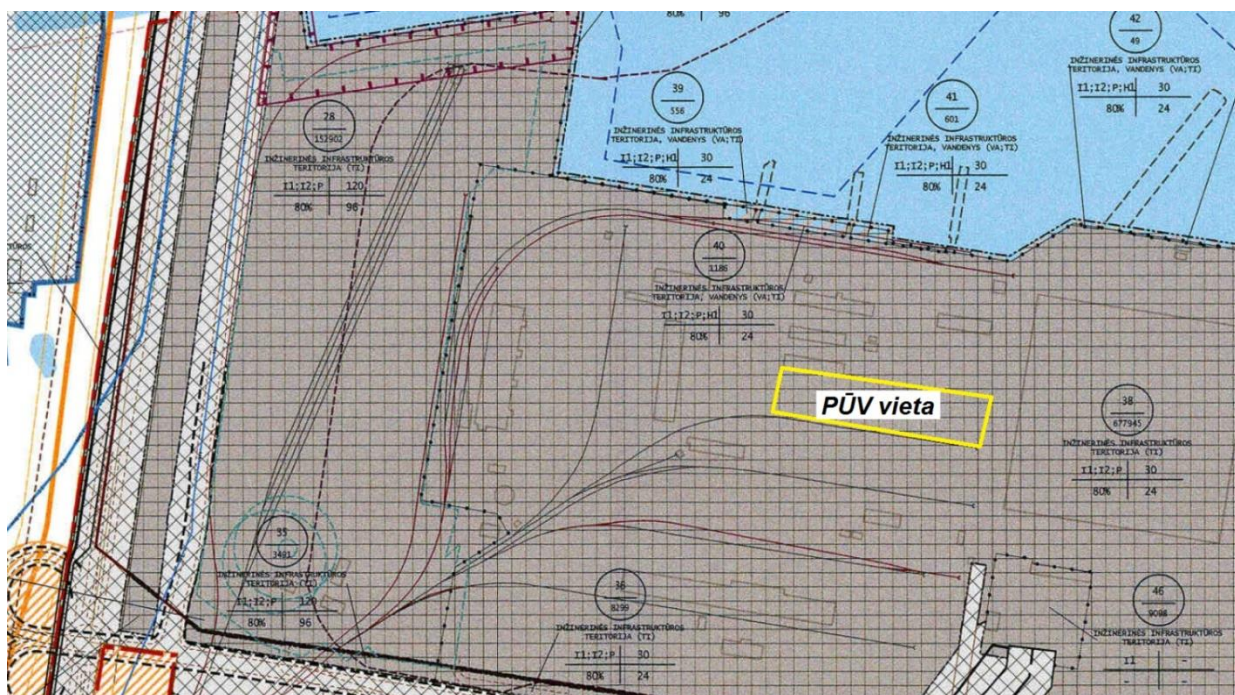 80%
96
42
49
INŽINERINĖS INFRASTRUKTŪROS
TERITORIJA, VANDENYS (VA;TI)
I1;I2;P;H1 30
80% 24
39
556
INŽINERINĖS INFRASTRUKTŪROS
TERITORIJA, VANDENYS (VA;TI)
I1;I2;P;H1 30
80% 24
41
601
INŽINERINĖS INFRASTRUKTŪROS
TERITORIJA, VANDENYS (VA;TI)
I1;I2;P;H1 30
80% 24
28
INŽINERINĖS INFRASTRUKTŪROS
TERITORIJA (TI)
I1;I2;P 120
80% 96
40
INŽINERINĖS INFRASTRUKTŪROS
TERITORIJA, VANDENYS (VA;TI)
I1;I2;P;H1 30
80% 24
PŪV vieta
38
677945
INŽINERINĖS INFRASTRUKTŪROS
TERITORIJA (TI)
I1;I2;P 30
80% 24
35
INŽINERINĖS INFRASTRUKTŪROS
TERITORIJA (TI)
I1;I2;P 120
80% 96
36
8299
INŽINERINĖS INFRASTRUKTŪROS
TERITORIJA (TI)
I1;I2;P 30
80% 24
46
9098
INŽINERINĖS INFRASTRUKTŪROS
TERITORIJA (TI)
I1 -
- -